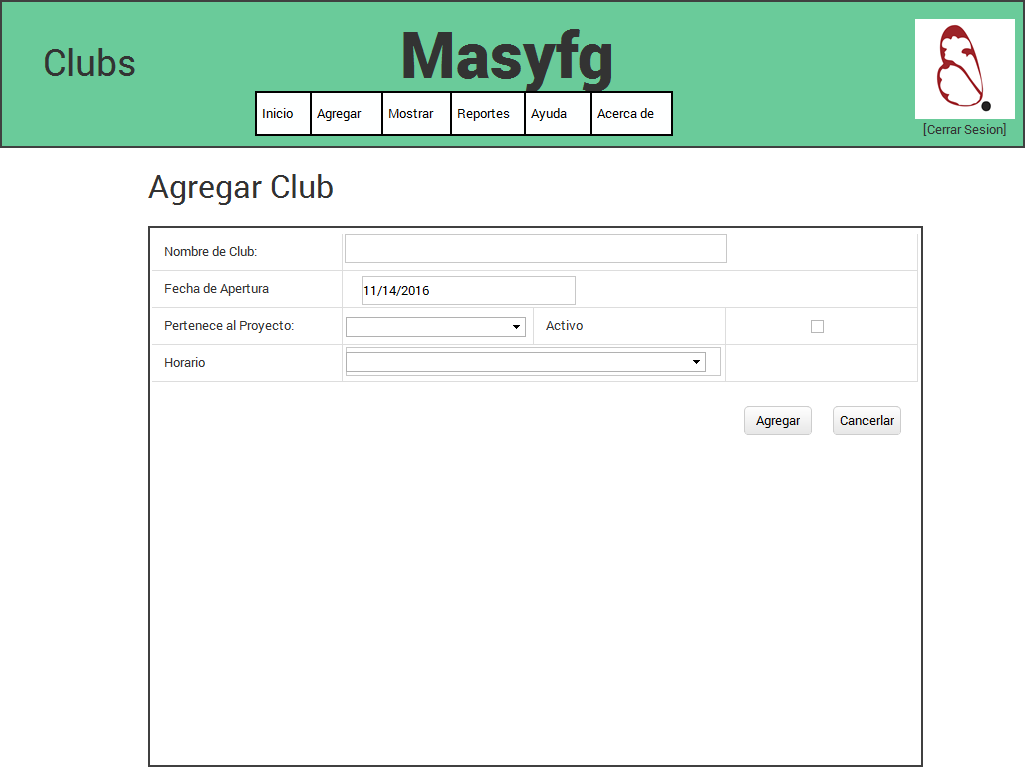 Clubs
Masyfg
Inicio Agregar Mostrar Reportes Ayuda Acerca de
[Cerrar Sesion]
Agregar Club
Nombre de Club:
Fecha de Apertura 11/14/2016
Pertenece al Proyecto: Activo
Horario
Agregar Cancerlar